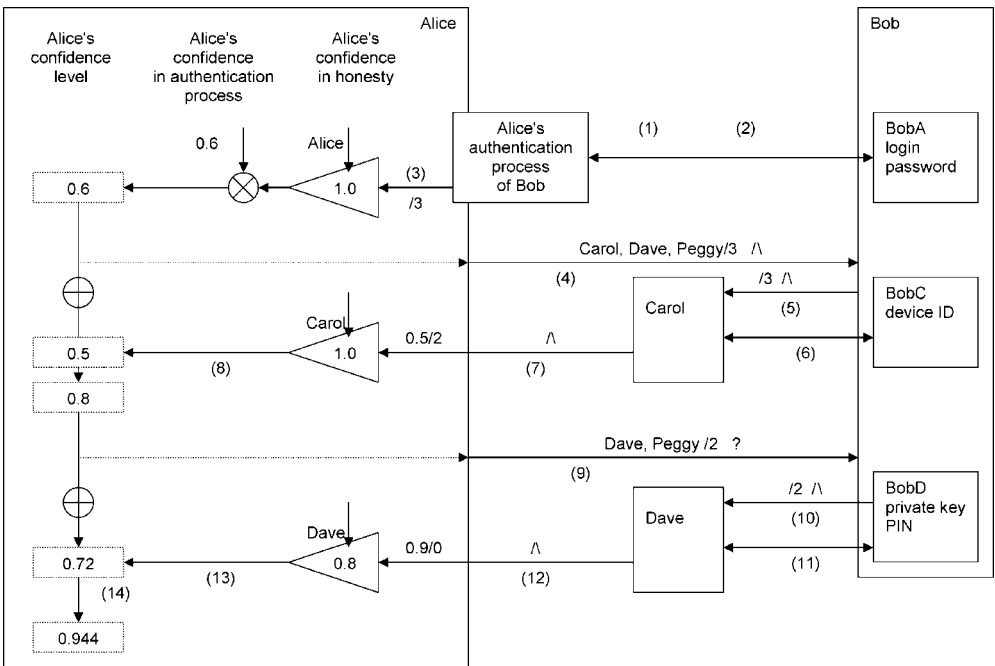 Alice
Bob
Alice's
confidence
level
Alice's
confidence
in authentication
process
Alice's
confidence
in honesty
0.6
Alice
1.0
0.6
(3)
/3
Alice's
authentication
process
of Bob
(1)
(2)
BobA
login
password
Carol, Dave, Peggy/3 /\
(4)
/3 /\
(5)
(6)
Carol
BobC
device ID
Carol
1.0
0.5/2
/\
(7)
(8)
0.5
0.8
Dave, Peggy /2 ?
(9)
/2 /\
(10)
(11)
Dave
BobD
private key
PIN
Dave
0.8
0.9/0
/\
(12)
(13)
0.72
(14)
0.944